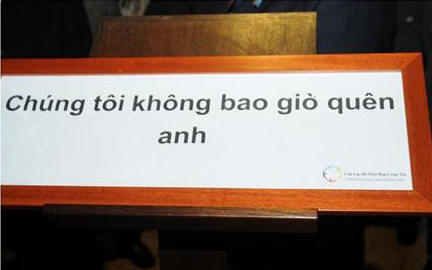 Chúng tôi không bao giờ quên
anh